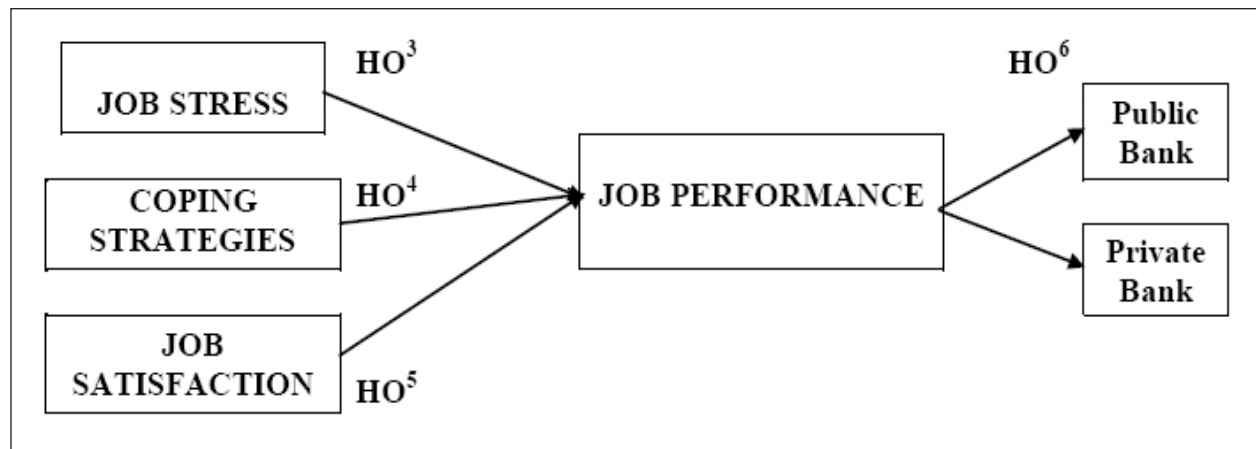 HO³
JOB STRESS
COPING
STRATEGIES
HO⁴
JOB
SATISFACTION
HO⁵
JOB PERFORMANCE
HO⁶
Public
Bank
Private
Bank